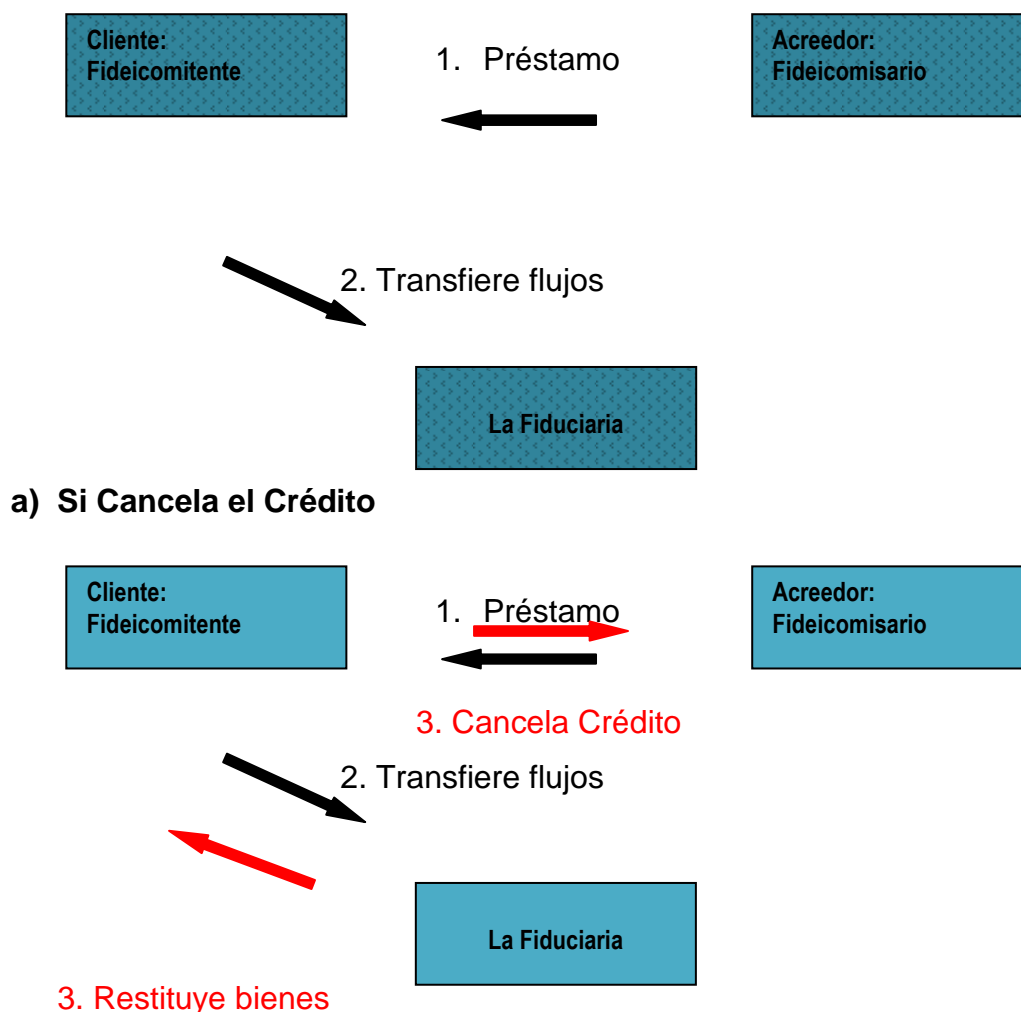 Cliente:
Fideicomitente
1. Préstamo
Acreedor:
Fideicomisario
2. Transfiere flujos
La Fiduciaria
a) Si Cancela el Crédito
Cliente:
Fideicomitente
1. Préstamo
Acreedor:
Fideicomisario
3. Cancela Crédito
2. Transfiere flujos
La Fiduciaria
3. Restituye bienes